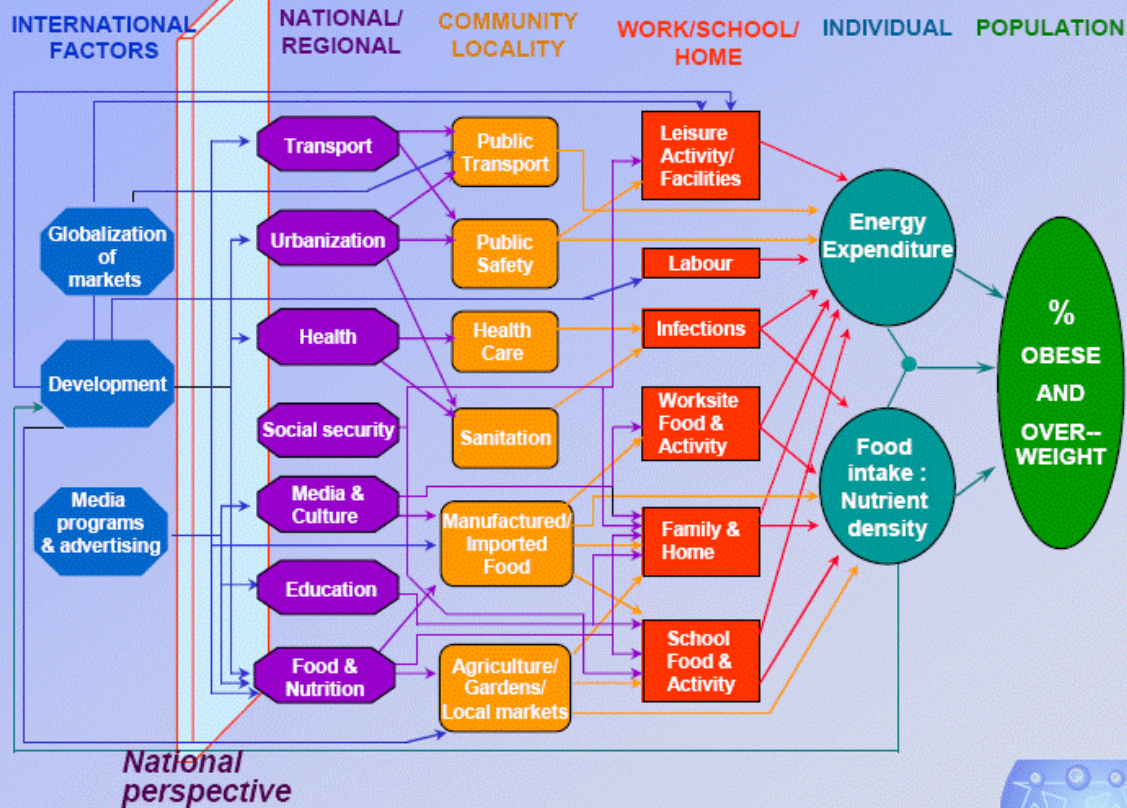 INTERNATIONAL
FACTORS
NATIONAL/
REGIONAL
COMMUNITY
LOCALITY
WORK/SCHOOL/
HOME
INDIVIDUAL
POPULATION
Globalization
of
markets
Development
Media
programs
& advertising
Transport
Urbanization
Health
Social security
Media &
Culture
Education
Food &
Nutrition
Public
Transport
Public
Safety
Health
Care
Sanitation
Manufactured/
Imported
Food
Agriculture/
Gardens/
Local markets
Leisure
Activity/
Facilities
Labour
Infections
Worksite
Food &
Activity
Family &
Home
School
Food &
Activity
Energy
Expenditure
Food
intake :
Nutrient
density
%
OBESE
AND
OVER--
WEIGHT
National
perspective